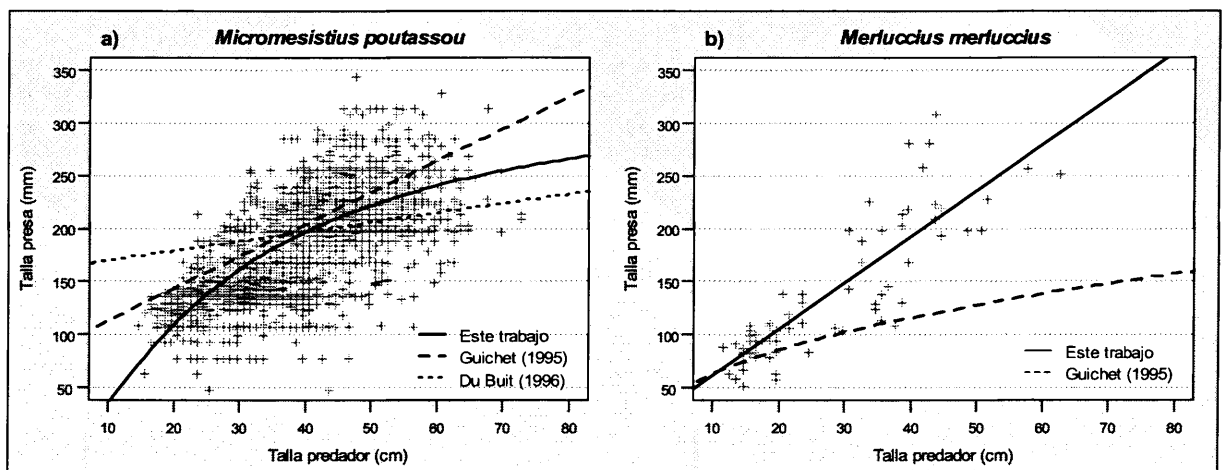 a) Micromesistius poutassou
350
300
250
200
150
100
50
Talla presa (mm)
Este trabajo
Guichet (1995)
Du Buit (1996)
10 20 30 40 50 60 70 80
Talla predador (cm)
b) Merluccius merluccius
350
300
250
200
150
100
50
Talla presa (mm)
Este trabajo
Guichet (1995)
10 20 30 40 50 60 70 80
Talla predador (cm)